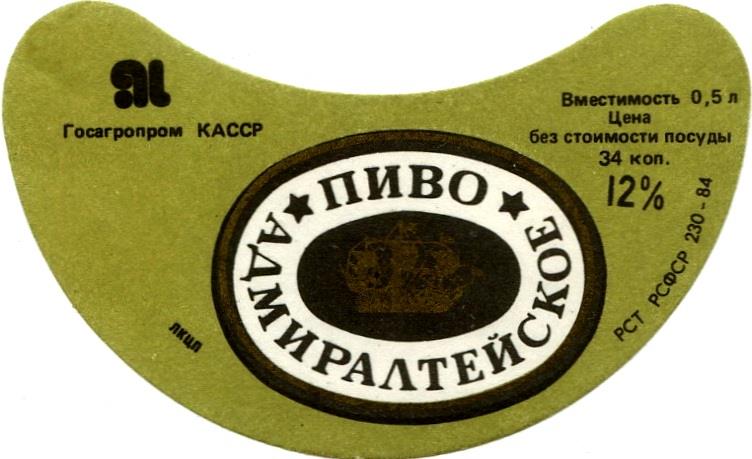 Госагропром КАССР
Вместимость 0,5 л
Цена
без стоимости посуды
34 коп.
12%
РСТ РСФСР 230-84
ПИВО
АДМИРАЛТЕЙСКОЕ
лкцл